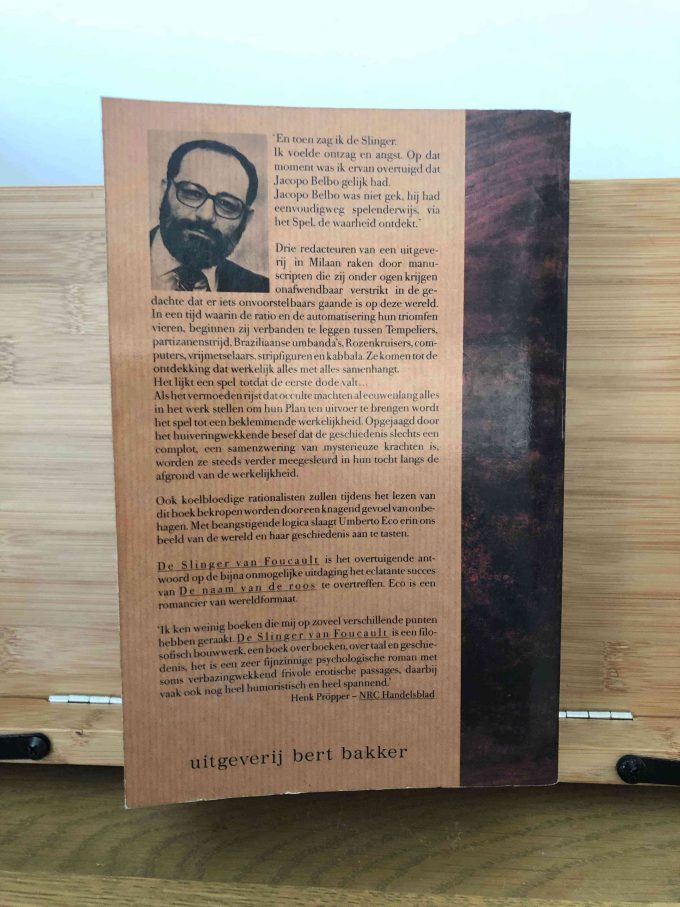 'En toen zag ik de Slinger.
Ik voelde ontzag en angst. Op dat
moment was ik ervan overtuigd dat
Jacopo Belbo gelijk had.
Jacopo Belbo was niet gek, hij had
eenvoudigweg spelenderwijs, via
het Spel, de waarheid ontdekt.'
Drie redacteuren van een uitgeve-
rij in Milaan raken door manu-
scripten die zij onder ogen krijgen
onafwendbaar verstrikt in de ge-
dachte dat er iets onvoorstelbaars gaande is op deze wereld.
In een tijd waarin de ratio en de automatisering hun triomfen
vieren, beginnen zij verbanden te leggen tussen Tempeliers,
partizanenstrijd, Braziliaanse umbanda's, Rozenkruisers, com-
puters, vrijmetselaars, stripfiguren en kabbala. Ze komen tot de
ontdekking dat werkelijk alles met alles samenhangt.
Het lijkt een spel totdat de eerste dode valt...
Als het vermoeden rijst dat occulte machten al eeuwenlang alles
in het werk stellen om hun Plan ten uitvoer te brengen wordt
het spel tot een beklemmende werkelijkheid. Opgejaagd door
het huiveringwekkende besef dat de geschiedenis slechts een
complot, een samenzwering van mysterieuze krachten is,
worden ze steeds verder meegesleurd in hun tocht langs de
afgrond van de werkelijkheid.
Ook koelbloedige rationalisten zullen tijdens het lezen van
dit boek bekropen worden door een knagend gevoel van onbe-
hagen. Met beangstigende logica slaagt Umberto Eco erin ons
beeld van de wereld en haar geschiedenis aan te tasten.
De Slinger van Foucault is het overtuigende ant-
woord op de bijna onmogelijke uitdaging het eclatante succes
van De naam van de roos te overtreffen. Eco is een
romancier van wereldformaat.
'Ik ken weinig boeken die mij op zoveel verschillende punten
hebben geraakt. De Slinger van Foucault is een filo-
sofisch bouwwerk, een boek over boeken, over taal en geschie-
denis, het is een zeer fijnzinnige psychologische roman met
soms verbazingwekkend frivole erotische passages, daarbij
vaak ook nog heel humoristisch en heel spannend.'
Henk Pröpper – NRC Handelsblad
uitgeverij bert bakker